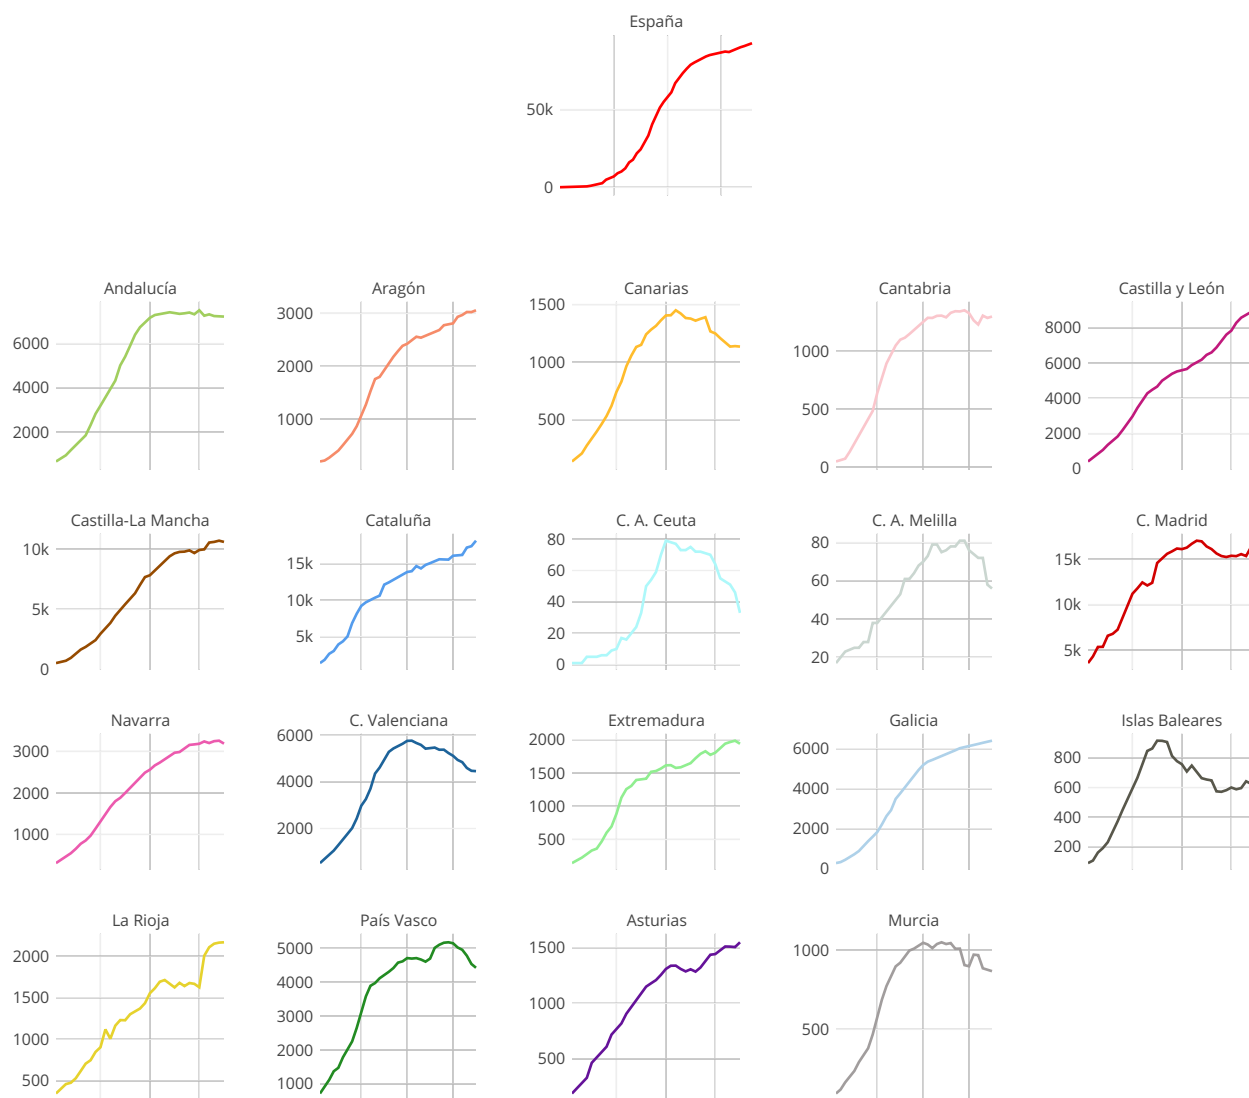 España
50k
0
Andalucía
6000
4000
2000
Aragón
3000
2000
1000
Canarias
1500
1000
500
Cantabria
1000
500
0
Castilla y León
8000
6000
4000
2000
0
Castilla-La Mancha
10k
5k
0
Cataluña
15k
10k
5k
C. A. Ceuta
80
60
40
20
0
C. A. Melilla
80
60
40
20
C. Madrid
15k
10k
5k
Navarra
3000
2000
1000
C. Valenciana
6000
4000
2000
Extremadura
2000
1500
1000
500
Galicia
6000
4000
2000
0
Islas Baleares
800
600
400
200
La Rioja
2000
1500
1000
500
País Vasco
5000
4000
3000
2000
1000
Asturias
1500
1000
500
Murcia
1000
500